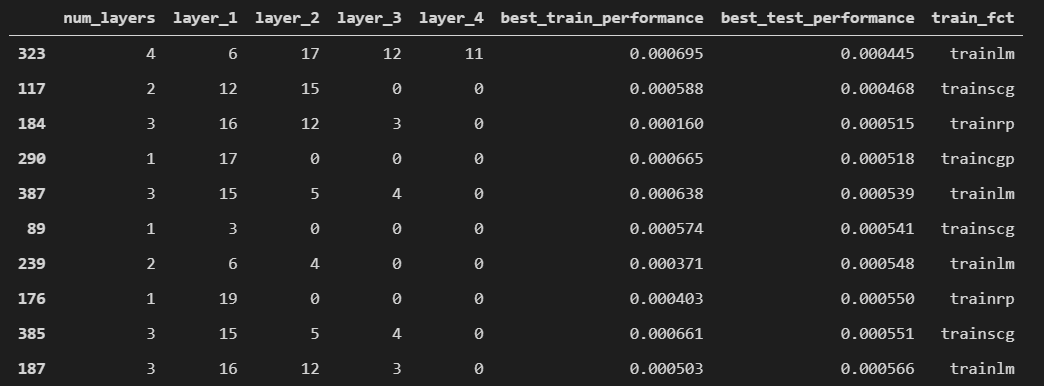 num_layers layer_1 layer_2 layer_3 layer_4 best_train_performance best_test_performance train_fct
323 4 6 17 12 11 0.000695 0.000445 trainlm
117 2 12 15 0 0 0.000588 0.000468 trainscg
184 3 16 12 3 0 0.000160 0.000515 trainrp
290 1 17 0 0 0 0.000665 0.000518 traincgp
387 3 15 5 4 0 0.000638 0.000539 trainlm
89 1 3 0 0 0 0.000574 0.000541 trainscg
239 2 6 4 0 0 0.000371 0.000548 trainlm
176 1 19 0 0 0 0.000403 0.000550 trainrp
385 3 15 5 4 0 0.000661 0.000551 trainscg
187 3 16 12 3 0 0.000503 0.000566 trainlm